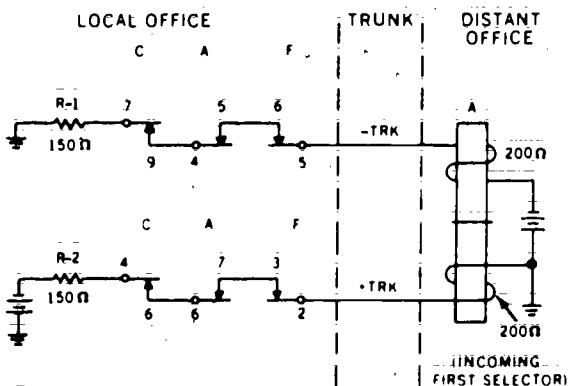 LOCAL OFFICE
TRUNK
DISTANT OFFICE
C A F
A
R-1 7 5 6
150Ω 9 4 5
-TRK
200Ω
C A F
R-2 4 7 3
150Ω 6 6 2
+TRK
200Ω
(INCOMING
FIRST SELECTOR)